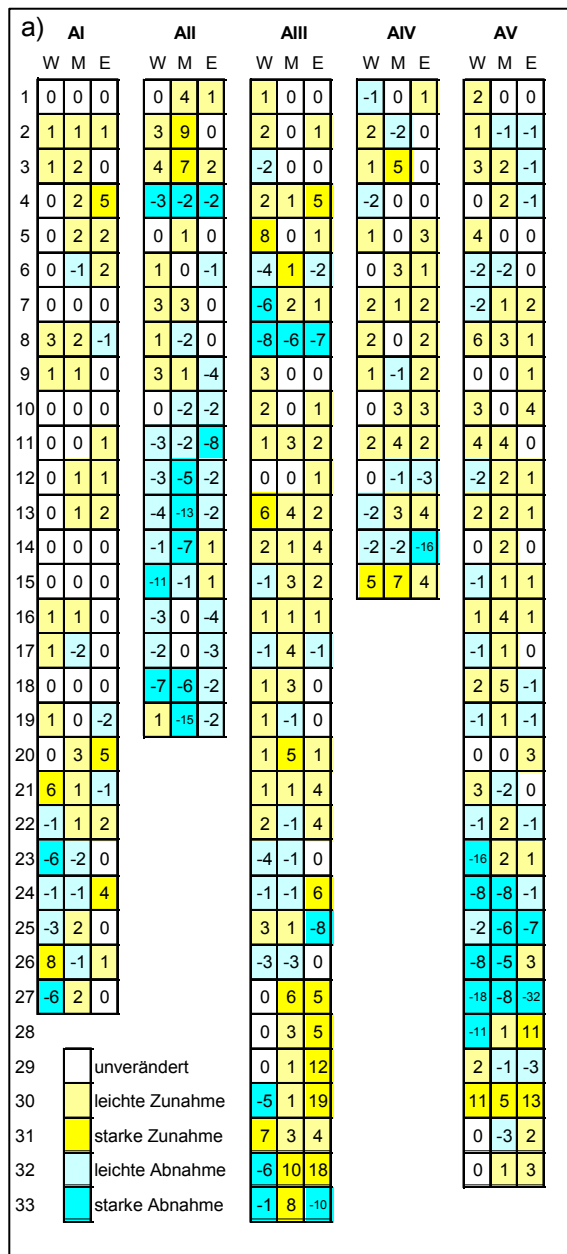 a)
AI AII AIII AIV AV
W M E W M E W M E W M E W M E
1 0 0 0 0 4 1 1 0 0 -1 0 1 2 0 0
2 1 1 1 3 9 0 2 0 1 2 -2 0 1 -1 -1
3 1 2 0 4 7 2 -2 0 0 1 5 0 3 2 -1
4 0 2 5 -3 -2 -2 2 1 5 -2 0 0 0 2 -1
5 0 2 2 0 1 0 8 0 1 1 0 3 4 0 0
6 0 -1 2 1 0 -1 -4 1 -2 0 3 1 -2 -2 0
7 0 0 0 3 3 0 -6 2 1 2 1 2 -2 1 2
8 3 2 -1 1 -2 0 -8 -6 -7 2 0 2 6 3 1
9 1 1 0 3 1 -4 3 0 0 1 -1 2 0 0 1
10 0 0 0 0 -2 -2 2 0 1 0 3 3 3 0 4
11 0 0 1 -3 -2 -8 1 3 2 2 4 2 4 4 0
12 0 1 1 -3 -5 -2 0 0 1 0 -1 -3 -2 2 1
13 0 1 2 -4 -13 -2 6 4 2 -2 3 4 2 2 1
14 0 0 0 -1 -7 1 2 1 4 -2 -2 -16 0 2 0
15 0 0 0 -11 -1 1 -1 3 2 5 7 4 -1 1 1
16 1 1 0 -3 0 -4 1 1 1 1 4 1
17 1 -2 0 -2 0 -3 -1 4 -1 -1 1 0
18 0 0 0 -7 -6 -2 1 3 0 2 5 -1
19 1 0 -2 1 -15 -2 1 -1 0 -1 1 -1
20 0 3 5 1 5 1 0 0 3
21 6 1 -1 1 1 4 3 -2 0
22 -1 1 2 2 -1 4 -1 2 -1
23 -6 -2 0 -4 -1 0 -16 2 1
24 -1 -1 4 -1 -1 6 -8 -8 -1
25 -3 2 0 3 1 -8 -2 -6 -7
26 8 -1 1 -3 -3 0 -8 -5 3
27 -6 2 0 0 6 5 -18 -8 -32
28 0 3 5 -11 1 11
29 unverändert 0 1 12 2 -1 -3
30 leichte Zunahme -5 1 19 11 5 13
31 starke Zunahme 7 3 4 0 -3 2
32 leichte Abnahme -6 10 18 0 1 3
33 starke Abnahme -1 8 -10